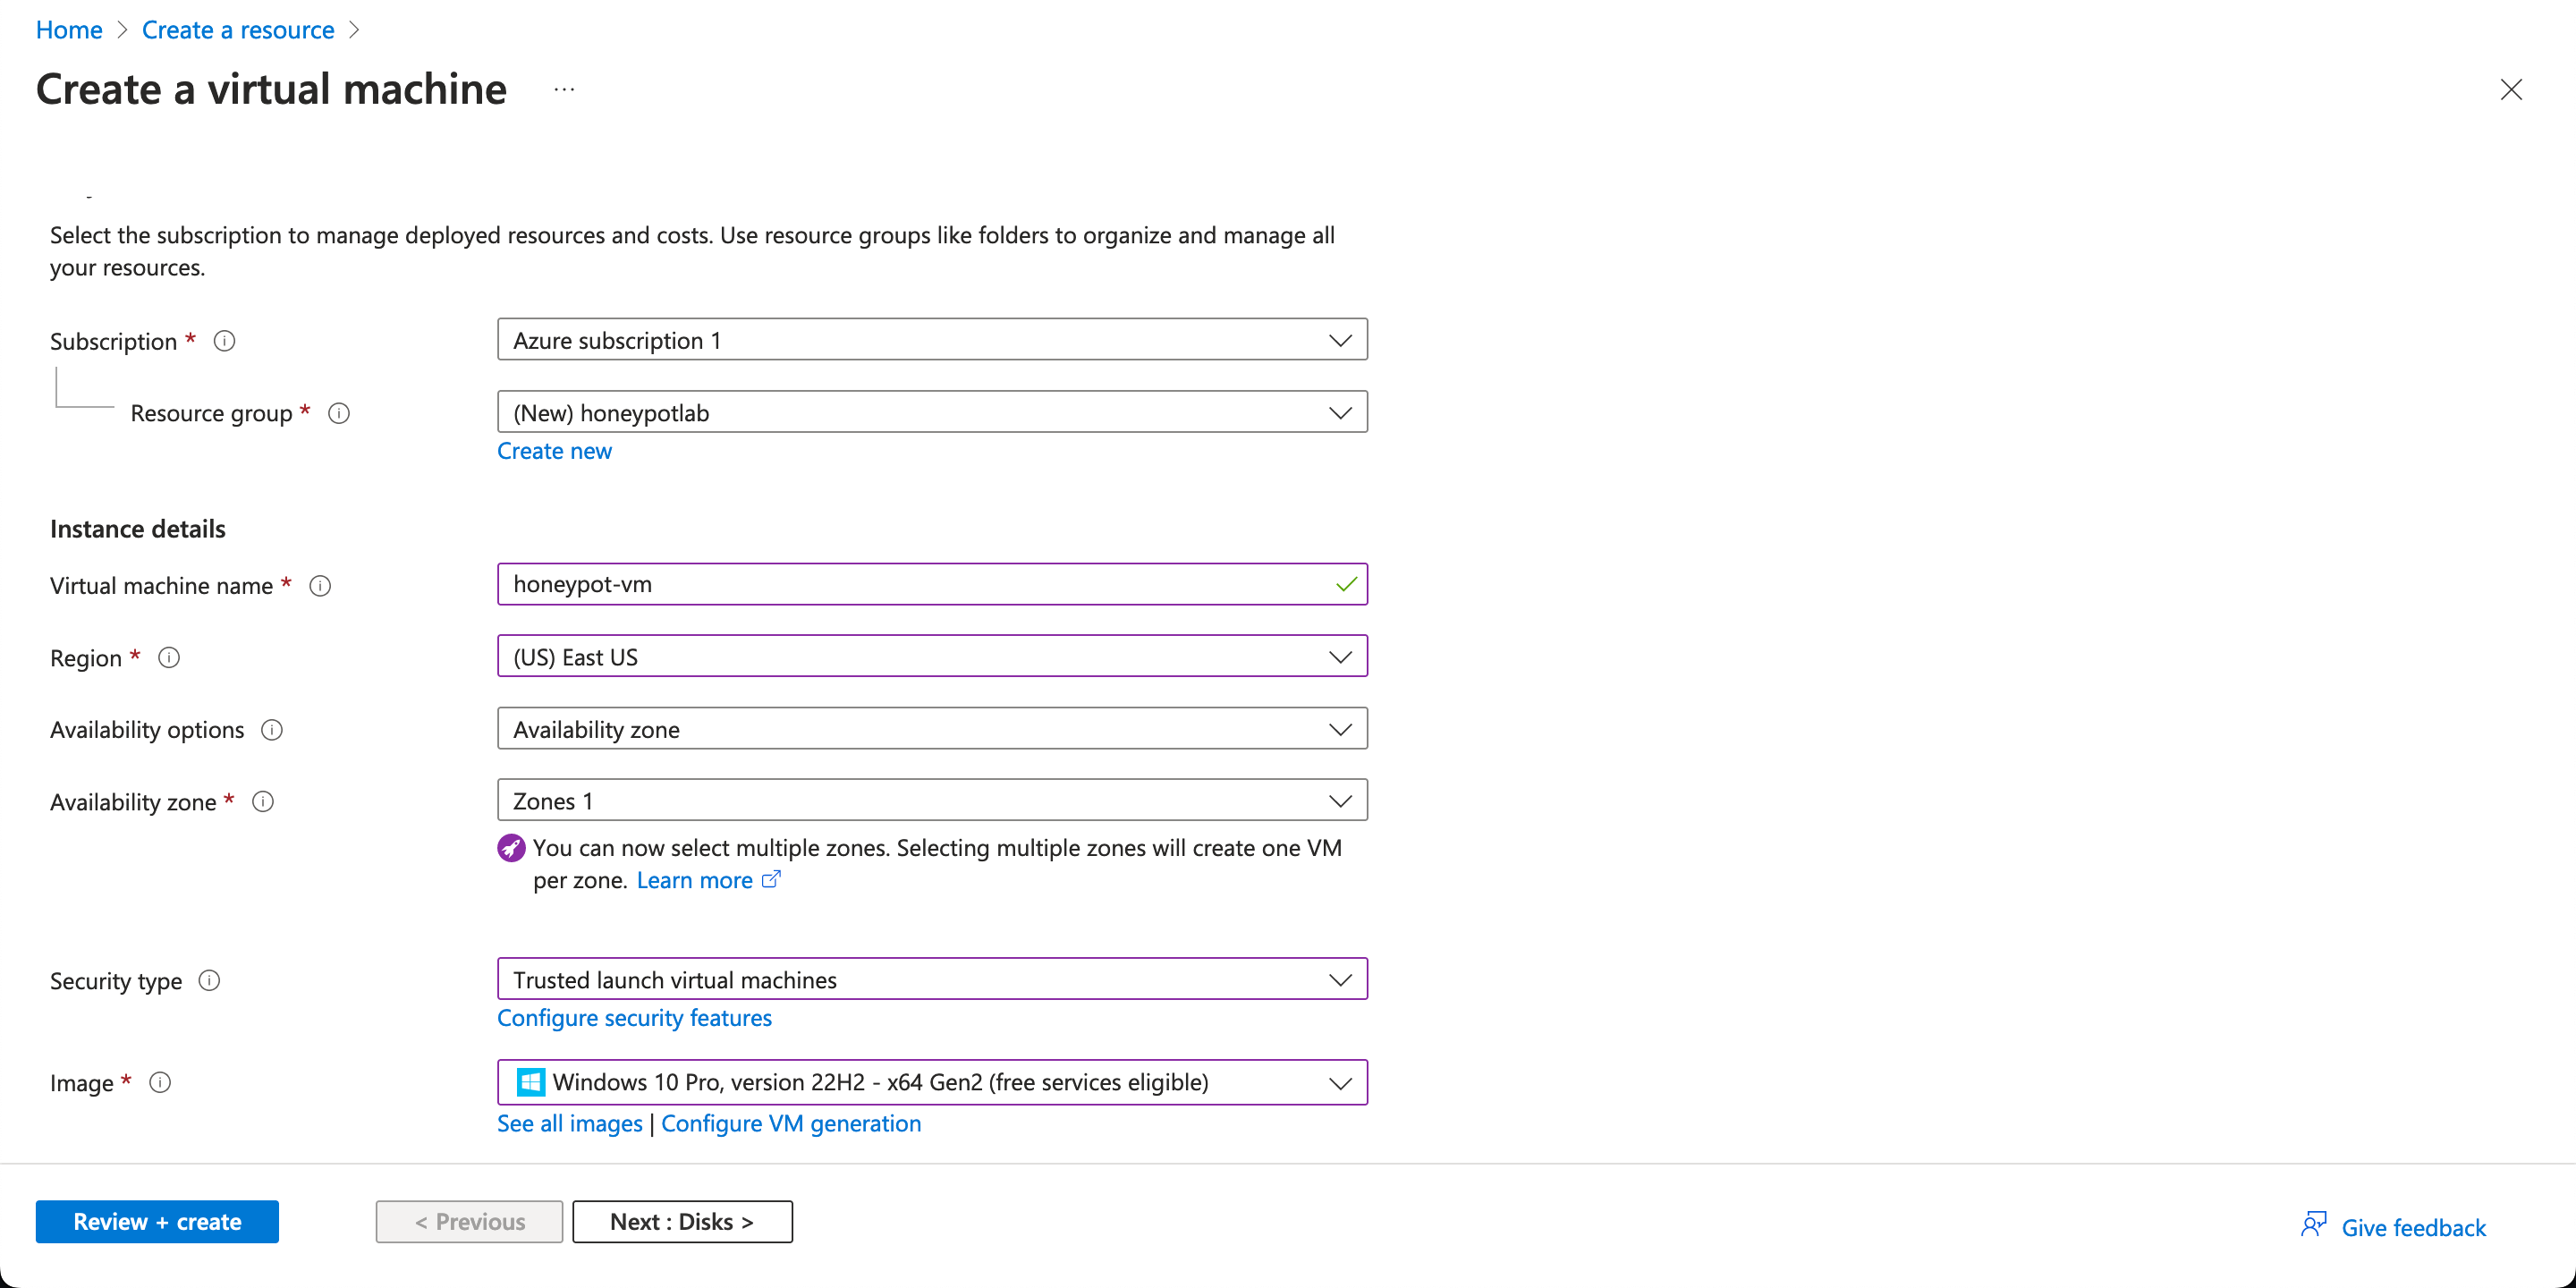 Home > Create a resource >
Create a virtual machine ...
Select the subscription to manage deployed resources and costs. Use resource groups like folders to organize and manage all
your resources.
Subscription *
Azure subscription 1
Resource group *
(New) honeypotlab
Create new
Instance details
Virtual machine name *
honeypot-vm
Region *
(US) East US
Availability options
Availability zone
Availability zone *
Zones 1
You can now select multiple zones. Selecting multiple zones will create one VM
per zone. Learn more
Security type
Trusted launch virtual machines
Configure security features
Image *
Windows 10 Pro, version 22H2 - x64 Gen2 (free services eligible)
See all images | Configure VM generation
Review + create
< Previous
Next : Disks >
Give feedback